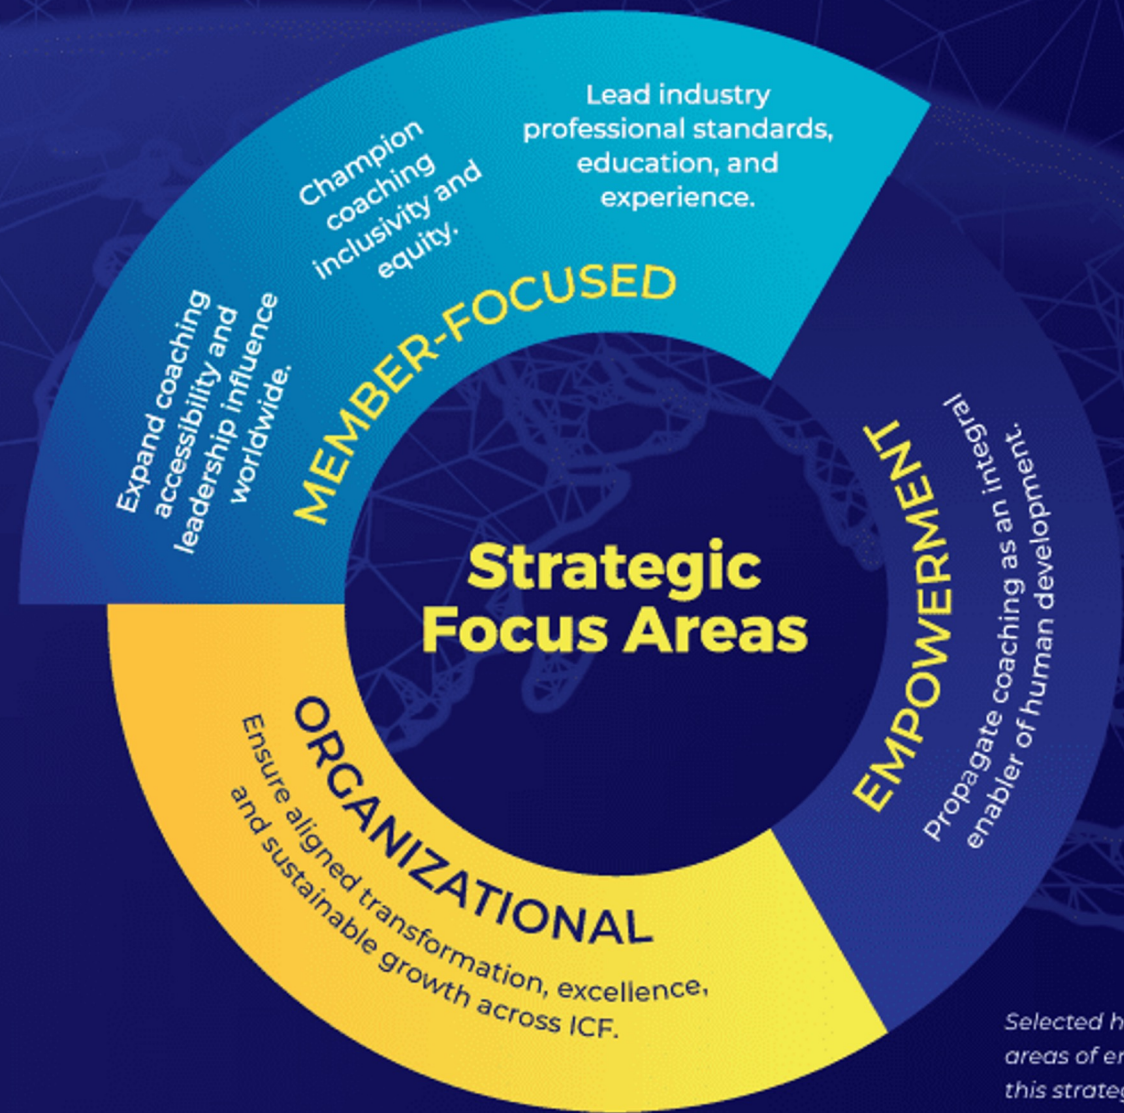 Lead industry
professional standards,
education, and
experience.
Champion
coaching
inclusivity and
equity.
Expand coaching
accessibility and
leadership influence
worldwide.
MEMBER-FOCUSED
EMPOWERMENT
Propagate coaching as an integral
enabler of human development.
Strategic
Focus Areas
ORGANIZATIONAL
Ensure aligned transformation, excellence,
and sustainable growth across ICF.
Selected
areas of
this